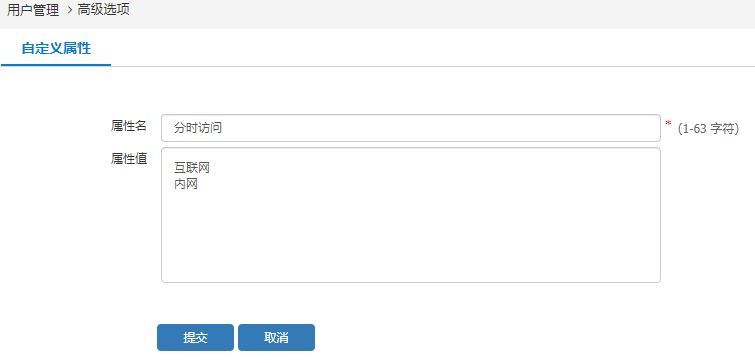 用户管理 > 高级选项
自定义属性
属性名 分时访问 * (1-63 字符)
属性值 互联网
内网
提交 取消